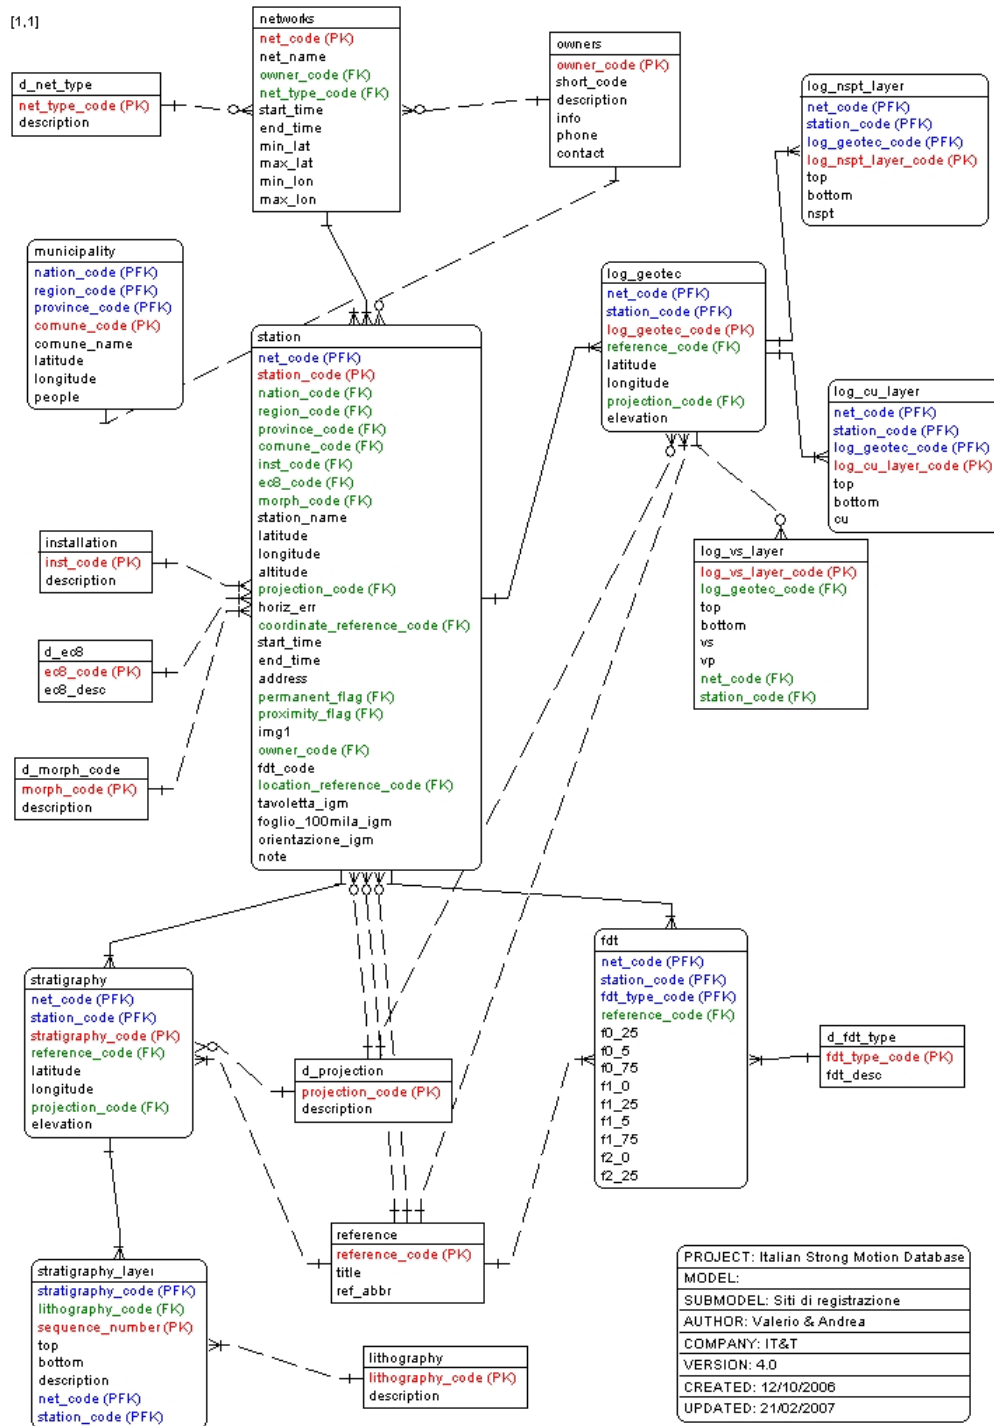 [1,1]
networks
net_code (PK)
net_name
owner_code (FK)
net_type_code (FK)
start_time
end_time
min_lat
max_lat
min_lon
max_lon
owners
owner_code (PK)
short_code
description
info
phone
contact
d_net_type
net_type_code (PK)
description
log_nspt_layer
net_code (PFK)
station_code (PFK)
log_geotec_code (PFK)
log_nspt_layer_code (PK)
top
bottom
nspt
municipality
nation_code (PFK)
region_code (PFK)
province_code (PFK)
comune_code (PK)
comune_name
latitude
longitude
people
log_geotec
net_code (PFK)
station_code (PFK)
log_geotec_code (PK)
reference_code (FK)
latitude
longitude
projection_code (FK)
elevation
station
net_code (PFK)
station_code (PK)
nation_code (FK)
region_code (FK)
province_code (FK)
comune_code (FK)
inst_code (FK)
ec8_code (FK)
morph_code (FK)
station_name
latitude
longitude
altitude
projection_code (FK)
horiz_err
coordinate_reference_code (FK)
start_time
end_time
address
permanent_flag (FK)
proximity_flag (FK)
img1
owner_code (FK)
fdt_code
location_reference_code (FK)
tavoletta_igm
foglio_100mila_igm
orientazione_igm
note
log_cu_layer
net_code (PFK)
station_code (PFK)
log_geotec_code (PFK)
log_cu_layer_code (PK)
top
bottom
cu
installation
inst_code (PK)
description
log_vs_layer
log_vs_layer_code (PK)
log_geotec_code (FK)
top
bottom
vs
vp
net_code (FK)
station_code (FK)
d_ec8
ec8_code (PK)
ec8_desc
d_morph_code
morph_code (PK)
description
stratigraphy
net_code (PFK)
station_code (PFK)
stratigraphy_code (PK)
reference_code (FK)
latitude
longitude
projection_code (FK)
elevation
fdt
net_code (PFK)
station_code (PFK)
fdt_type_code (PFK)
reference_code (FK)
f0_25
f0_5
f0_75
f1_0
f1_25
f1_5
f1_75
f2_0
f2_25
d_fdt_type
fdt_type_code (PK)
fdt_desc
d_projection
projection_code (PK)
description
reference
reference_code (PK)
title
ref_abbr
stratigraphy_layer
stratigraphy_code (PFK)
lithography_code (FK)
sequence_number (PK)
top
bottom
description
net_code (PFK)
station_code (PFK)
lithography
lithography_code (PK)
description
PROJECT: Italian Strong Motion Database
MODEL:
SUBMODEL: Siti di registrazione
AUTHOR: Valerio & Andrea
COMPANY: IT&T
VERSION: 4.0
CREATED: 12/10/2006
UPDATED: 21/02/2007